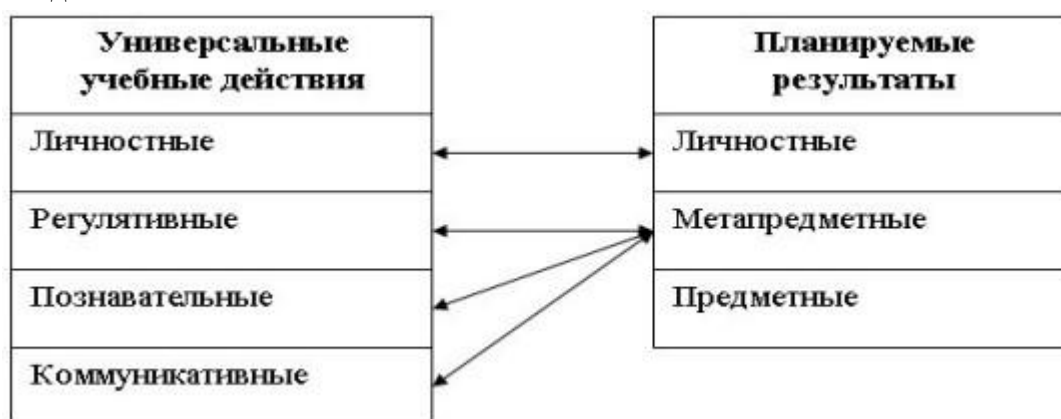 Универсальные
учебные действия
Личностные
Регулятивные
Познавательные
Коммуникативные
Планируемые
результаты
Личностные
Метапредметные
Предметные